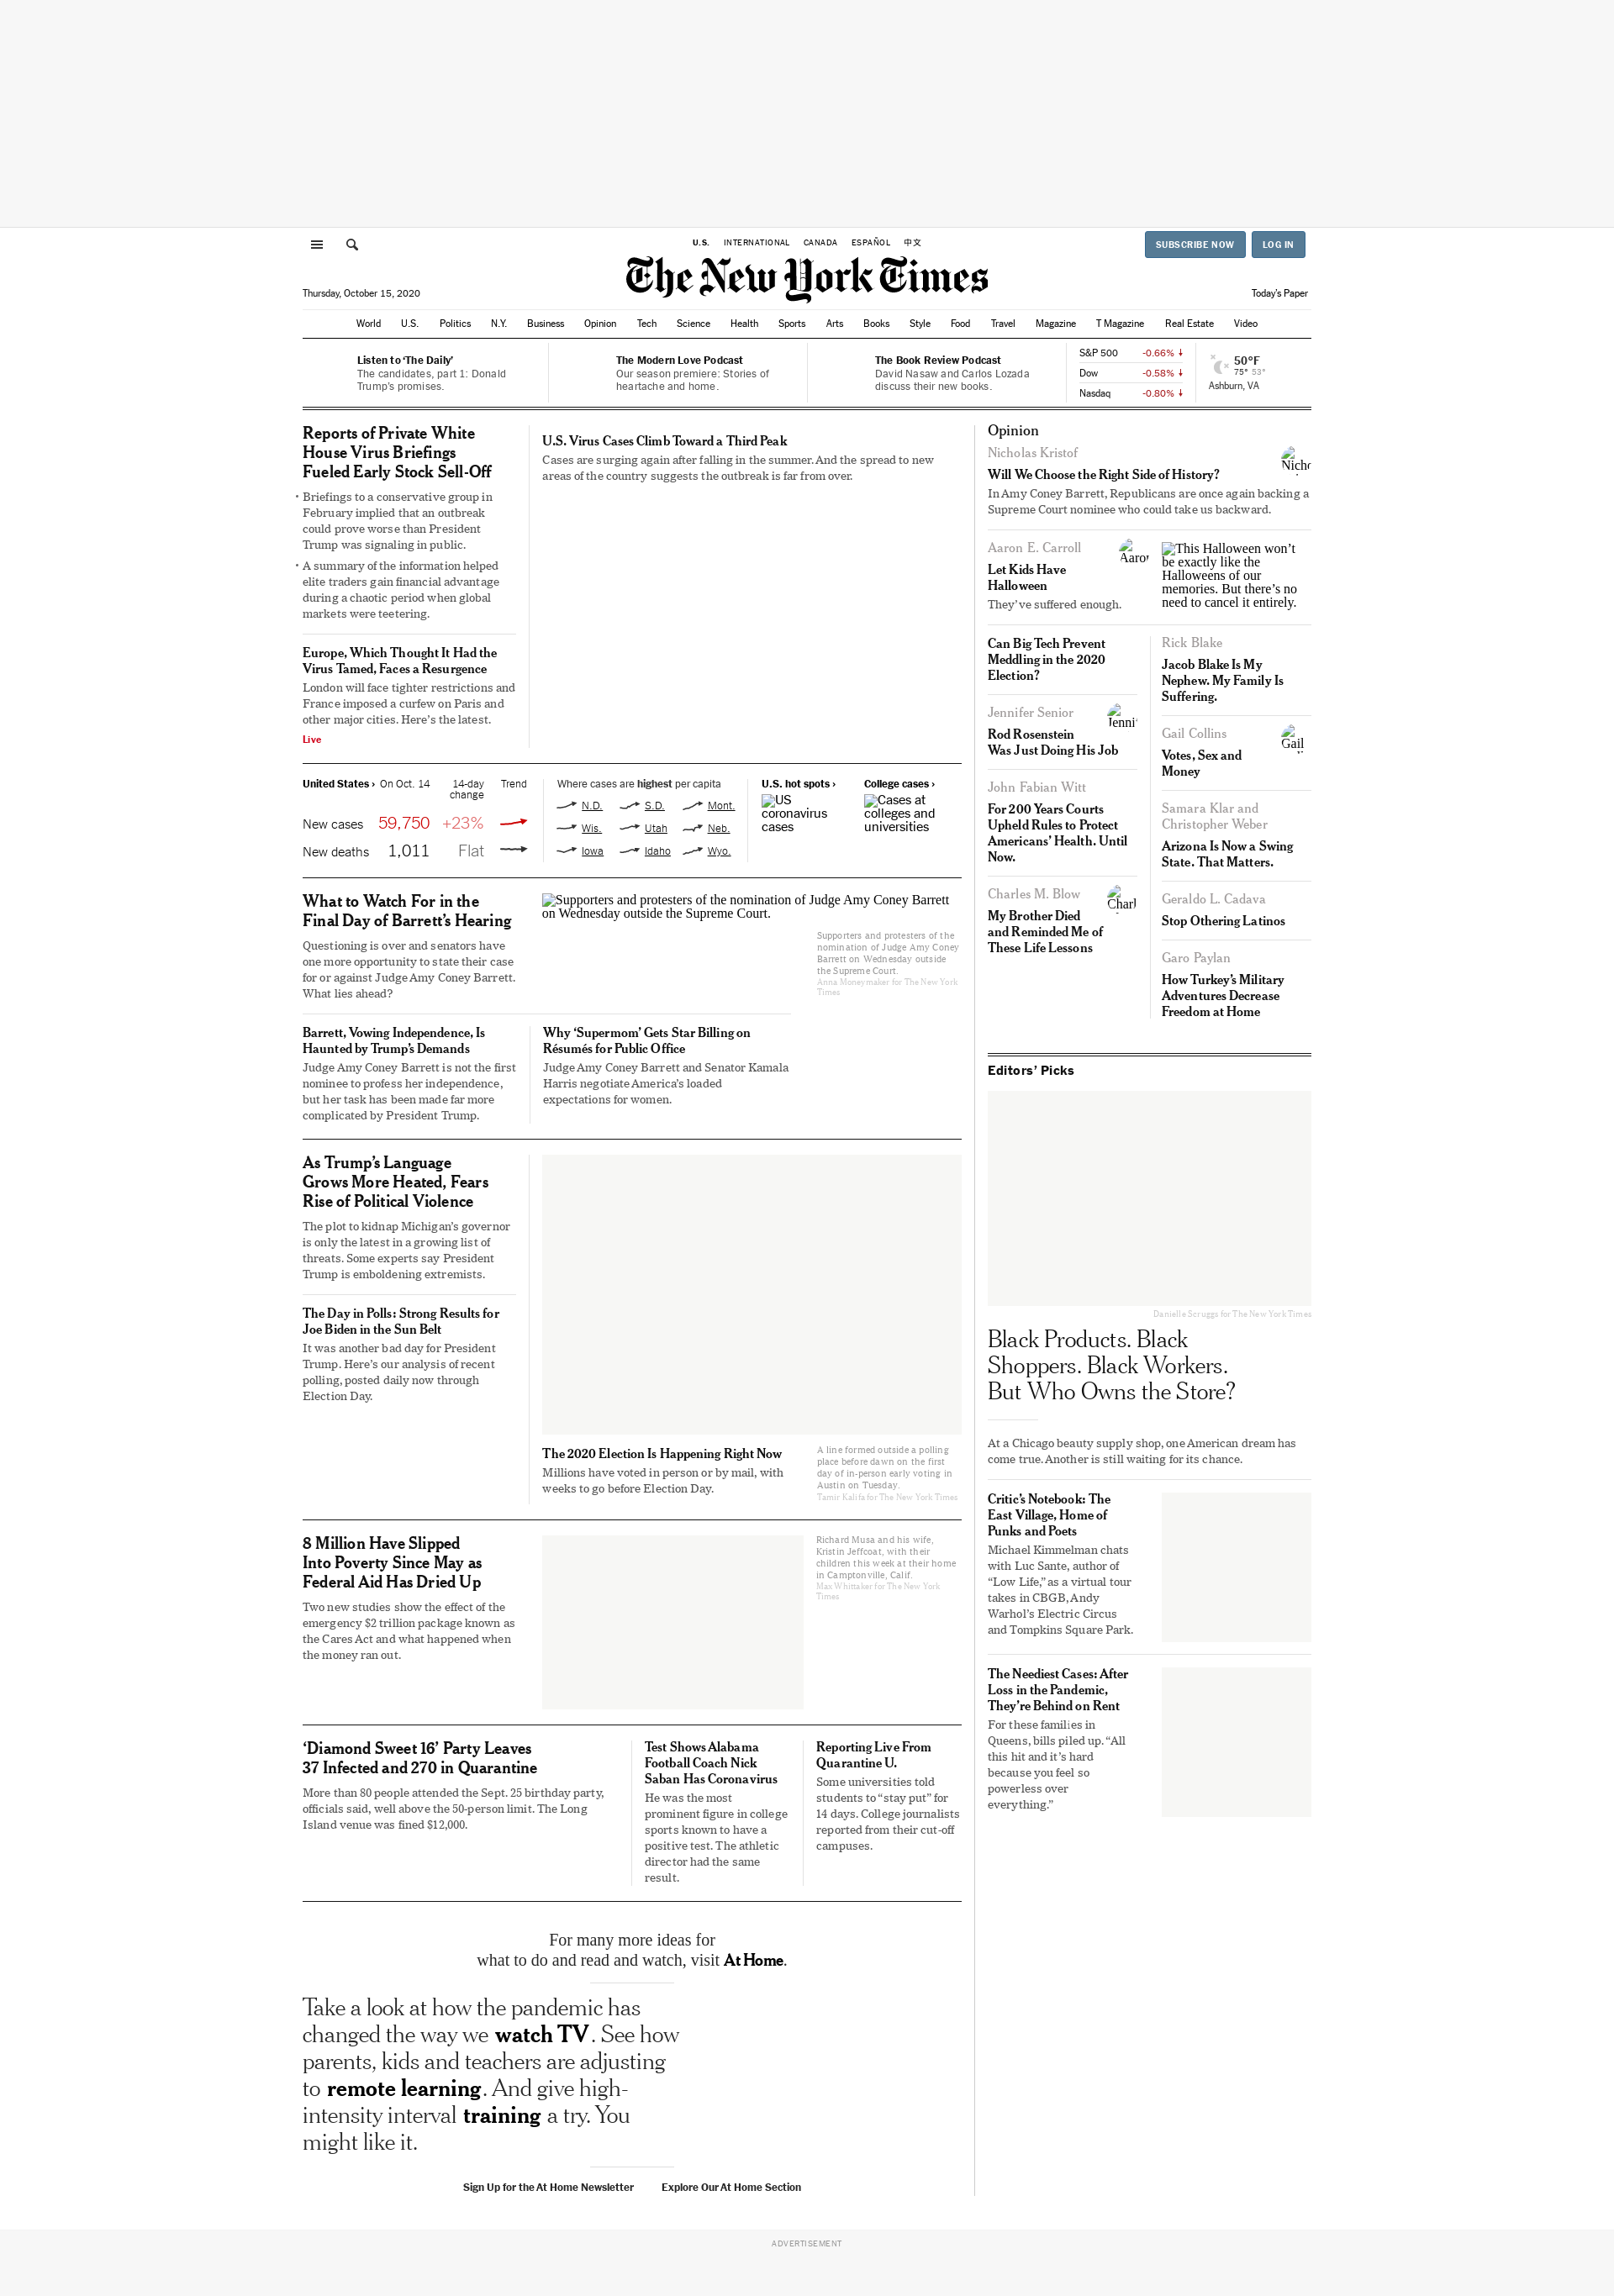 U.S. INTERNATIONAL CANADA ESPAÑOL 中文
SUBSCRIBE NOW LOG IN
The New York Times
Thursday, October 15, 2020
Today's Paper
World U.S. Politics N.Y. Business Opinion Tech Science Health Sports Arts Books Style Food Travel Magazine T Magazine Real Estate Video
Listen to ‘The Daily’
The candidates, part 1: Donald
Trump's promises.
The Modern Love Podcast
Our season premiere: Stories of
heartache and home.
The Book Review Podcast
David Nasaw and Carlos Lozada
discuss their new books.
S&P 500 -0.66%
Dow -0.58%
Nasdaq -0.80%
50°F
75° 53°
Ashburn, VA
Reports of Private White
House Virus Briefings
Fueled Early Stock Sell-Off
• Briefings to a conservative group in
February implied that an outbreak
could prove worse than President
Trump was signaling in public.
• A summary of the information helped
elite traders gain financial advantage
during a chaotic period when global
markets were teetering.
Europe, Which Thought It Had the
Virus Tamed, Faces a Resurgence
London will face tighter restrictions and
France imposed a curfew on Paris and
other major cities. Here's the latest.
Live
U.S. Virus Cases Climb Toward a Third Peak
Cases are surging again after falling in the summer. And the spread to new
areas of the country suggests the outbreak is far from over.
United States › On Oct. 14 14-day
change Trend
New cases 59,750 +23%
New deaths 1,011 Flat
Where cases are highest per capita
N.D. S.D. Mont.
Wis. Utah Neb.
Iowa Idaho Wyo.
U.S. hot spots ›
US
coronavirus
cases
College cases ›
Cases at
colleges and
universities
What to Watch For in the
Final Day of Barrett’s Hearing
Questioning is over and senators have
one more opportunity to state their case
for or against Judge Amy Coney Barrett.
What lies ahead?
Supporters and protesters of the nomination of Judge Amy Coney Barrett
on Wednesday outside the Supreme Court.
Supporters and protesters of the
nomination of Judge Amy Coney
Barrett on Wednesday outside
the Supreme Court.
Anna Moneymaker for The New York
Times
Barrett, Vowing Independence, Is
Haunted by Trump’s Demands
Judge Amy Coney Barrett is not the first
nominee to profess her independence,
but her task has been made far more
complicated by President Trump.
Why ‘Supermom’ Gets Star Billing on
Résumés for Public Office
Judge Amy Coney Barrett and Senator Kamala
Harris negotiate America's loaded
expectations for women.
As Trump’s Language
Grows More Heated, Fears
Rise of Political Violence
The plot to kidnap Michigan's governor
is only the latest in a growing list of
threats. Some experts say President
Trump is emboldening extremists.
The Day in Polls: Strong Results for
Joe Biden in the Sun Belt
It was another bad day for President
Trump. Here's our analysis of recent
polling, posted daily now through
Election Day.
The 2020 Election Is Happening Right Now
Millions have voted in person or by mail, with
weeks to go before Election Day.
A line formed outside a polling
place before dawn on the first
day of in-person early voting in
Austin on Tuesday.
Tamir Kalifa for The New York Times
8 Million Have Slipped
Into Poverty Since May as
Federal Aid Has Dried Up
Two new studies show the effect of the
emergency $2 trillion package known as
the Cares Act and what happened when
the money ran out.
Richard Musa and his wife,
Kristin Jeffcoat, with their
children this week at their home
in Camptonville, Calif.
Max Whittaker for The New York
Times
‘Diamond Sweet 16’ Party Leaves
37 Infected and 270 in Quarantine
More than 80 people attended the Sept. 25 birthday party,
officials said, well above the 50-person limit. The Long
Island venue was fined $12,000.
Test Shows Alabama
Football Coach Nick
Saban Has Coronavirus
He was the most
prominent figure in college
sports known to have a
positive test. The athletic
director had the same
result.
Reporting Live From
Quarantine U.
Some universities told
students to “stay put” for
14 days. College journalists
reported from their cut-off
campuses.
For many more ideas for
what to do and read and watch, visit At Home.
Take a look at how the pandemic has
changed the way we watch TV. See how
parents, kids and teachers are adjusting
to remote learning. And give high-
intensity interval training a try. You
might like it.
Sign Up for the At Home Newsletter Explore Our At Home Section
Opinion
Nicholas Kristof
Will We Choose the Right Side of History?
In Amy Coney Barrett, Republicans are once again backing a
Supreme Court nominee who could take us backward.
Aaron E. Carroll
Let Kids Have
Halloween
They’ve suffered enough.
This Halloween won’t
be exactly like the
Halloweens of our
memories. But there’s no
need to cancel it entirely.
Can Big Tech Prevent
Meddling in the 2020
Election?
Jennifer Senior
Rod Rosenstein
Was Just Doing His Job
John Fabian Witt
For 200 Years Courts
Upheld Rules to Protect
Americans’ Health. Until
Now.
Charles M. Blow
My Brother Died
and Reminded Me of
These Life Lessons
Rick Blake
Jacob Blake Is My
Nephew. My Family Is
Suffering.
Gail Collins
Gail
Votes, Sex and
Money
Samara Klar and
Christopher Weber
Arizona Is Now a Swing
State. That Matters.
Geraldo L. Cadava
Stop Othering Latinos
Garo Paylan
How Turkey’s Military
Adventures Decrease
Freedom at Home
Editors’ Picks
Danielle Scruggs for The New York Times
Black Products. Black
Shoppers. Black Workers.
But Who Owns the Store?
At a Chicago beauty supply shop, one American dream has
come true. Another is still waiting for its chance.
Critic’s Notebook: The
East Village, Home of
Punks and Poets
Michael Kimmelman chats
with Luc Sante, author of
“Low Life,” as a virtual tour
takes in CBGB, Andy
Warhol’s Electric Circus
and Tompkins Square Park.
The Neediest Cases: After
Loss in the Pandemic,
They’re Behind on Rent
For these families in
Queens, bills piled up. “All
this hit and it’s hard
because you feel so
powerless over
everything.”
ADVERTISEMENT